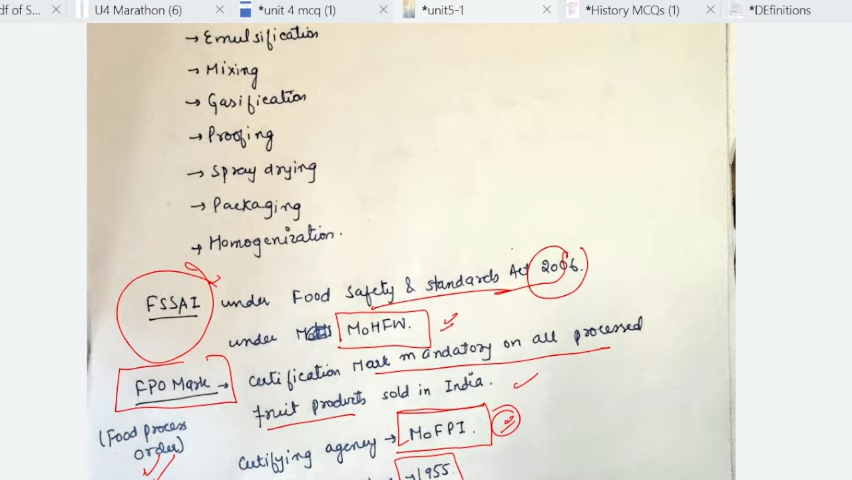 df of S...
U4 Marathon (6)
*unit 4 mcq (1)
*unit5-1
*History MCQs (1)
*DEfinitions
→ Emulsification
→ Mixing
→ Gasification
→ Proofing
→ Spray drying
→ Packaging
→ Homogenization.
FSSAI under Food Safety & Standards Act 2006.
under MoHFW.
FPO Mark → Certification Mark mandatory on all processed
fruit products sold in India.
(Food process
order)
Certifying agency → MoFPI.
→1955